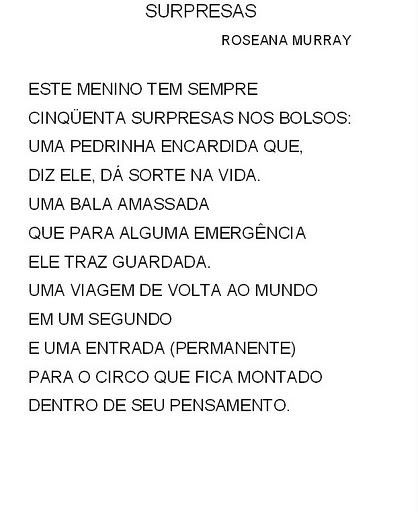 SURPRESAS
ROSEANA MURRAY
ESTE MENINO TEM SEMPRE
CINQÜENTA SURPRESAS NOS BOLSOS:
UMA PEDRINHA ENCARDIDA QUE,
DIZ ELE, DÁ SORTE NA VIDA.
UMA BALA AMASSADA
QUE PARA ALGUMA EMERGÊNCIA
ELE TRAZ GUARDADA.
UMA VIAGEM DE VOLTA AO MUNDO
EM UM SEGUNDO
E UMA ENTRADA (PERMANENTE)
PARA O CIRCO QUE FICA MONTADO
DENTRO DE SEU PENSAMENTO.